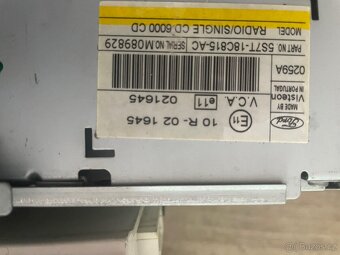 MODEL RADIO/SINGLE CD 6000 CD
PART NO. 5S7T-18C815-AC SERIAL NO M089829
0259A
V.C.A. e11 021645
E11 10 R- 02 1645
MADE BY
Visteon
IN PORTUGAL
Ford